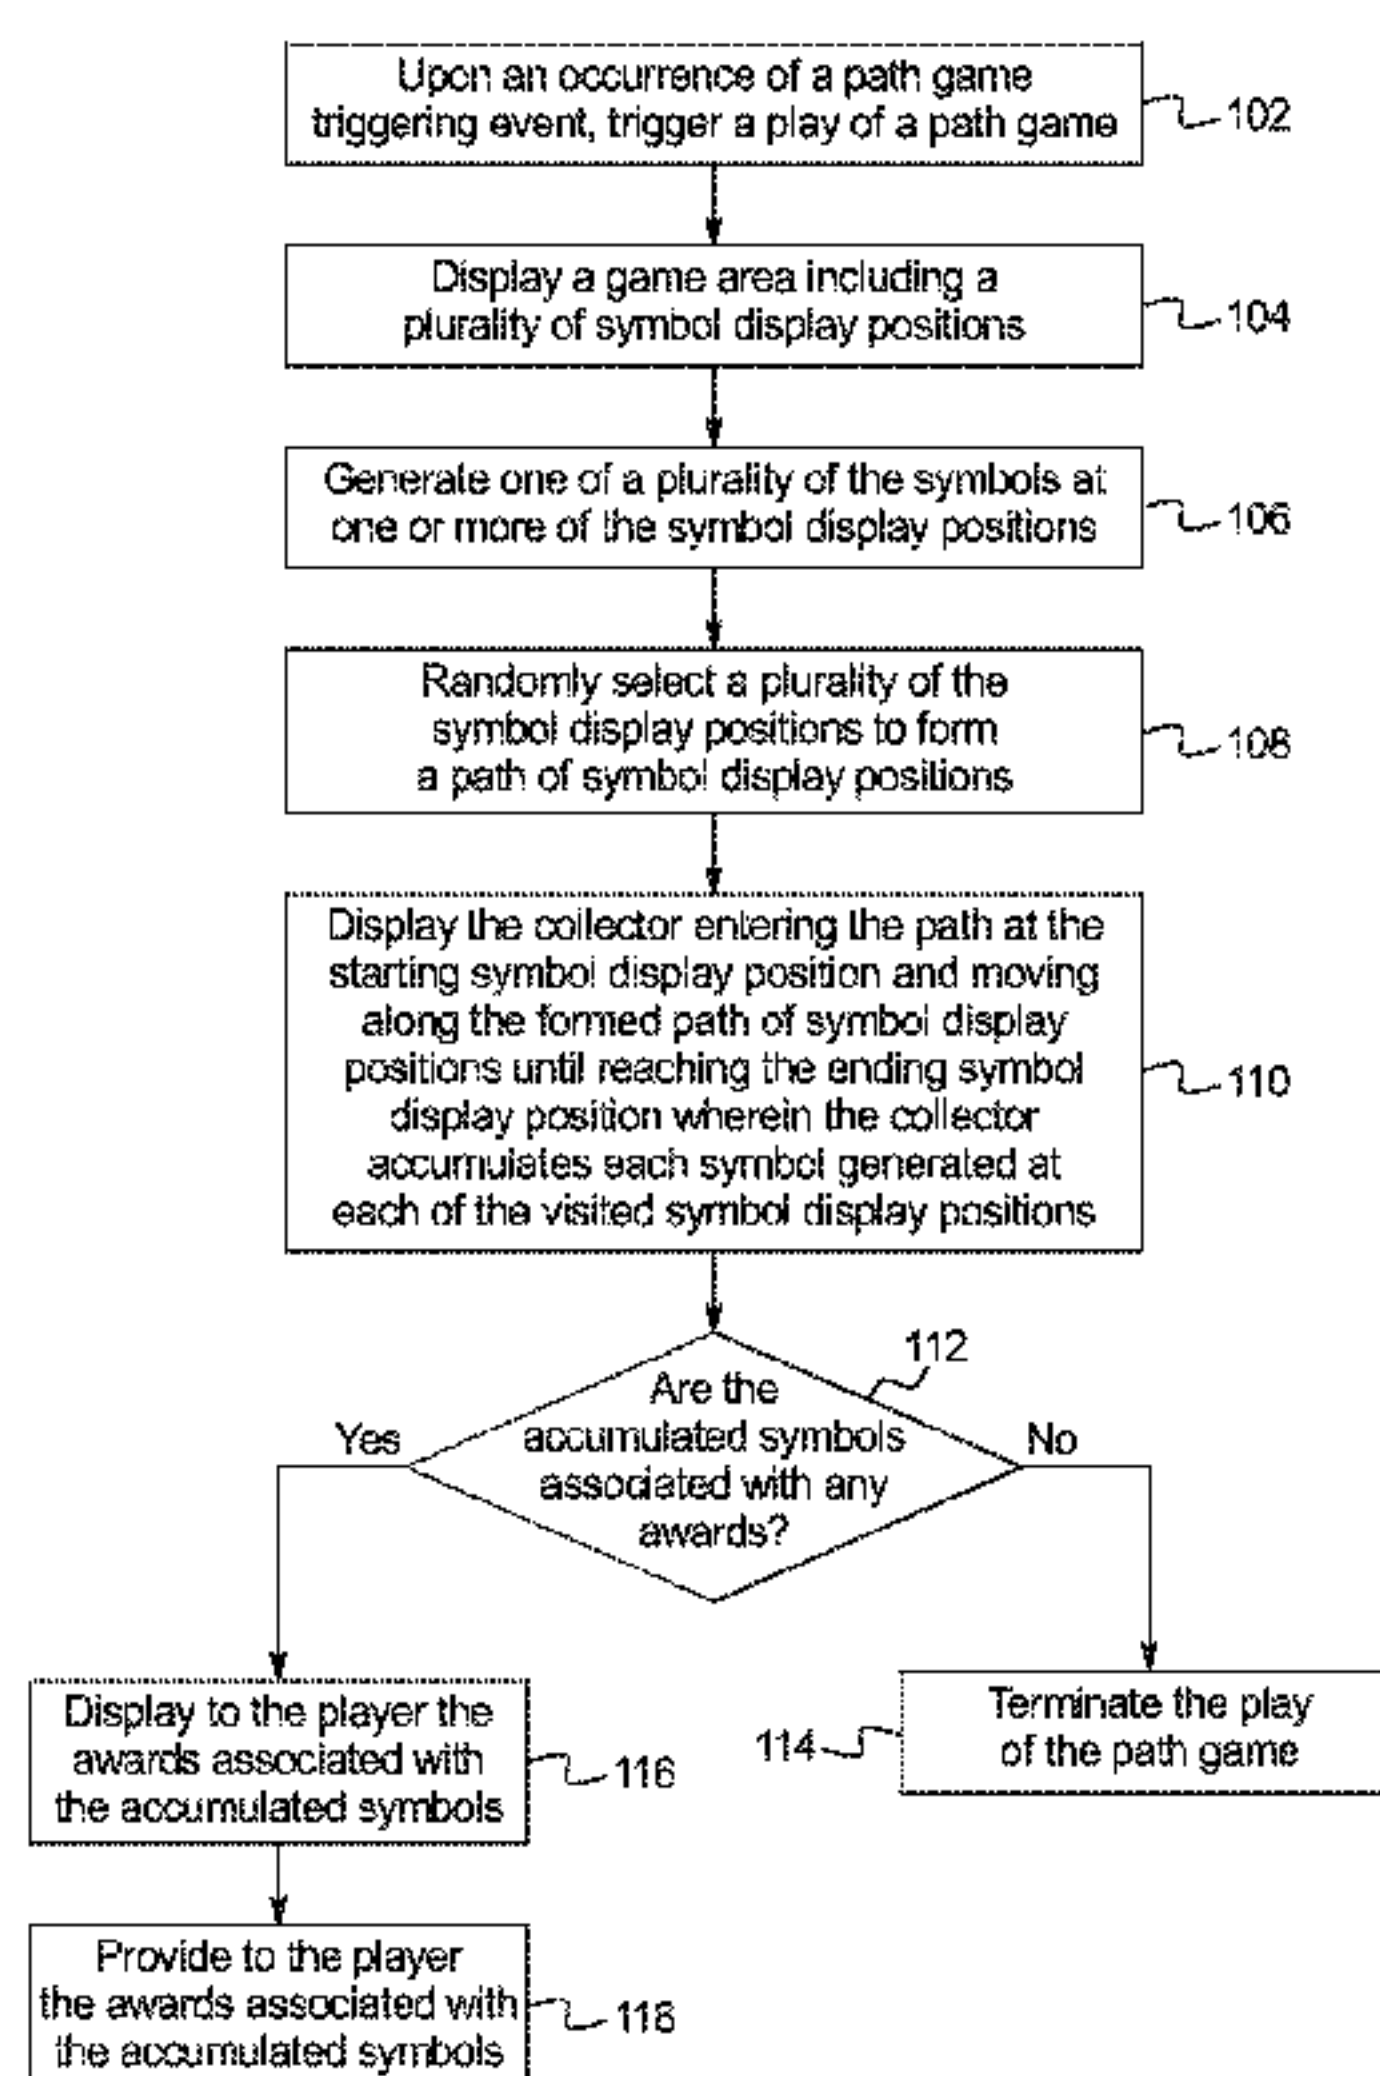 Upon an occurrence of a path game
triggering event, trigger a play of a path game
102
Display a game area including a
plurality of symbol display positions
104
Generate one of a plurality of the symbols at
one or more of the symbol display positions
106
Randomly select a plurality of the
symbol display positions to form
a path of symbol display positions
108
Display the collector entering the path at the
starting symbol display position and moving
along the formed path of symbol display
positions until reaching the ending symbol
display position wherein the collector
accumulates each symbol generated at
each of the visited symbol display positions
110
112
Are the
accumulated symbols
associated with any
awards?
Yes
No
Display to the player the
awards associated with
the accumulated symbols
116
114
Terminate the play
of the path game
Provide to the player
the awards associated with
the accumulated symbols
118